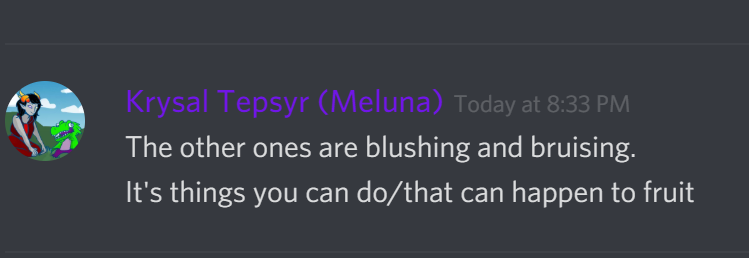 Krysal Tepsyr (Meluna) Today at 8:33 PM
The other ones are blushing and bruising.
It's things you can do/that can happen to fruit